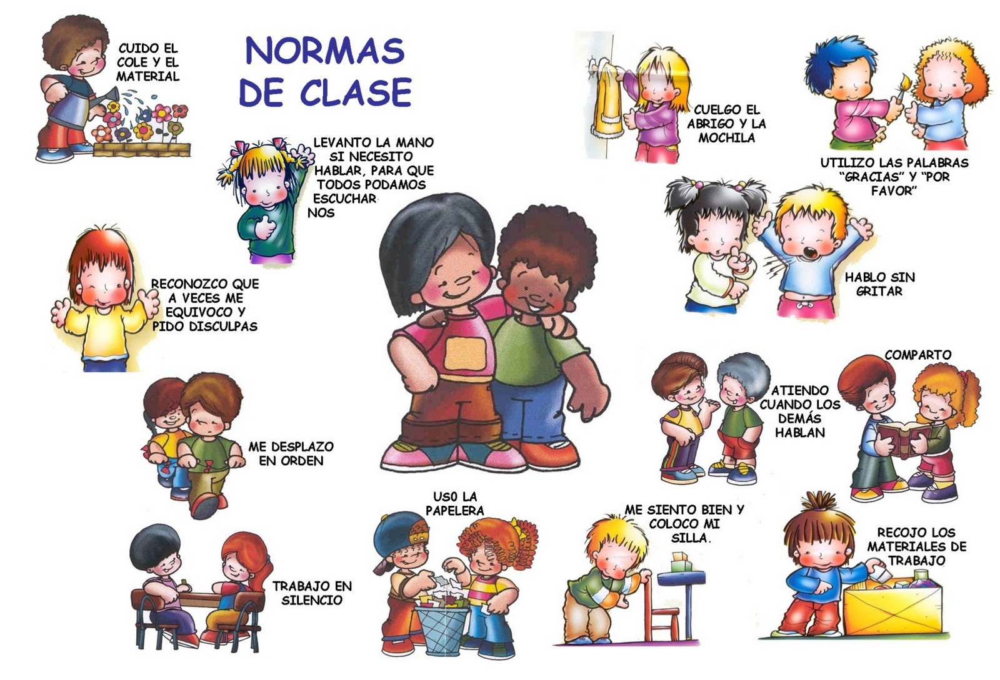 CUIDO EL
COLE Y EL
MATERIAL
NORMAS
DE CLASE
LEVANTO LA MANO
SI NECESITO
HABLAR, PARA QUE
TODOS PODAMOS
ESCUCHAR
NOS
CUELGO EL
ABRIGO Y LA
MOCHILA
UTILIZO LAS PALABRAS
“GRACIAS” Y “POR
FAVOR”
RECONOZCO QUE
A VECES ME
EQUIVOCO Y
PIDO DISCULPAS
HABLO SIN
GRITAR
ME DESPLAZO
EN ORDEN
ATIENDO
CUANDO LOS
DEMÁS
HABLAN
COMPARTO
TRABAJO EN
SILENCIO
US0 LA
PAPELERA
ME SIENTO BIEN Y
COLOCO MI
SILLA.
RECOJO LOS
MATERIALES DE
TRABAJO